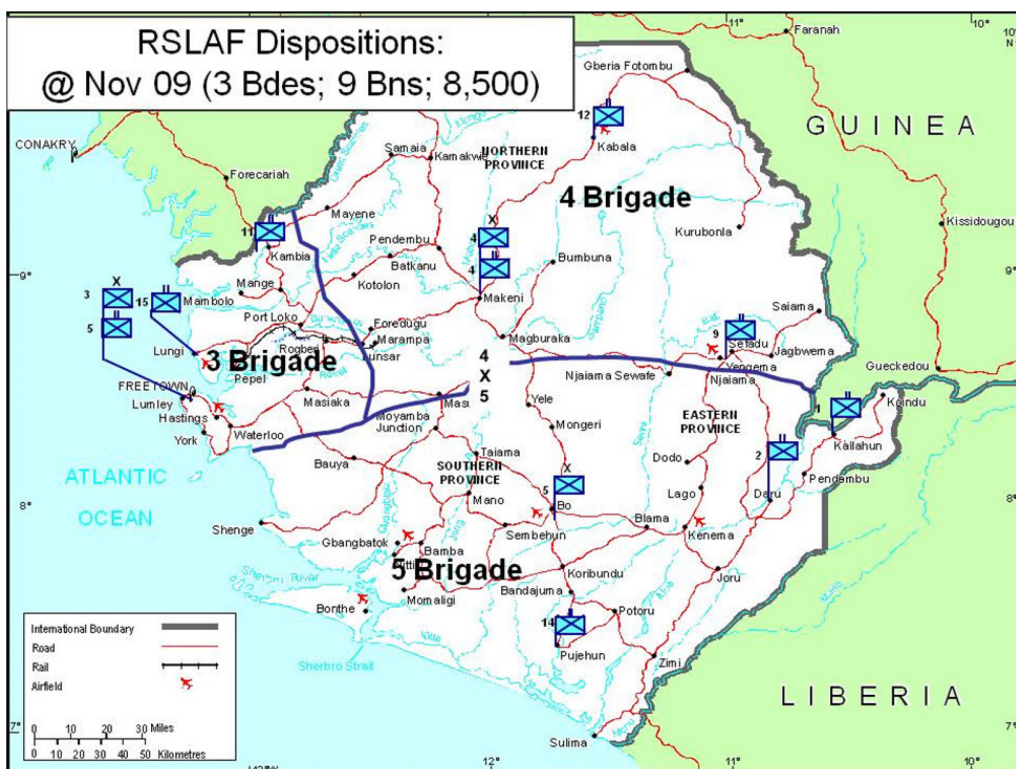 RSLAF Dispositions:
@ Nov 09 (3 Bdes; 9 Bns; 8,500)
11°
10°
10°
N
Faranah
Gberia Fotombu
GUINEA
12
Kabala
CONAKRY
Samaia
Kamakwie
NORTHERN
PROVINCE
Forecariah
4 Brigade
Mayene
Kissidougou
11
X
4
Kurubonla
Kambia
Pendembu
9°
4
Batkanu
Bumbuna
9°
Kotolon
Mange
Makeni
X
3
15
Mambolo
Saiama
5
Port Loko
Foredugu
9
Marampa
Magburaka
Sefadu
Rogberi
Lunsar
Lungi
3 Brigade
4
Yengema
Jagbwema
Pepel
X
Njaiama Sewafe
Njaiama
Gueckedou
FREETOWN
5
Masiaka
Lumley
Yele
EASTERN
PROVINCE
1
Koindu
Hastings
Moyamba
Junction
Waterloo
York
Mongeri
Kailahun
Taiama
2
Bauya
SOUTHERN
PROVINCE
Dodo
ATLANTIC
OCEAN
X
Pendembu
Mano
5
Lago
Daru
8°
Bo
8°
Shenge
Blama
Sembehun
Kenema
Gbangbatok
Bamba
Koribundu
Joru
5 Brigade
Momaligi
Bandajuma
Bonthe
Potoru
14
Pujehun
Sherbro Strait
Zimi
LIBERIA
Sulima
7°
7°
12
11
10°
International Boundary
Road
Rail
Airfield
0 10 20 30 Miles
0 10 20 30 40 50 Kilometres